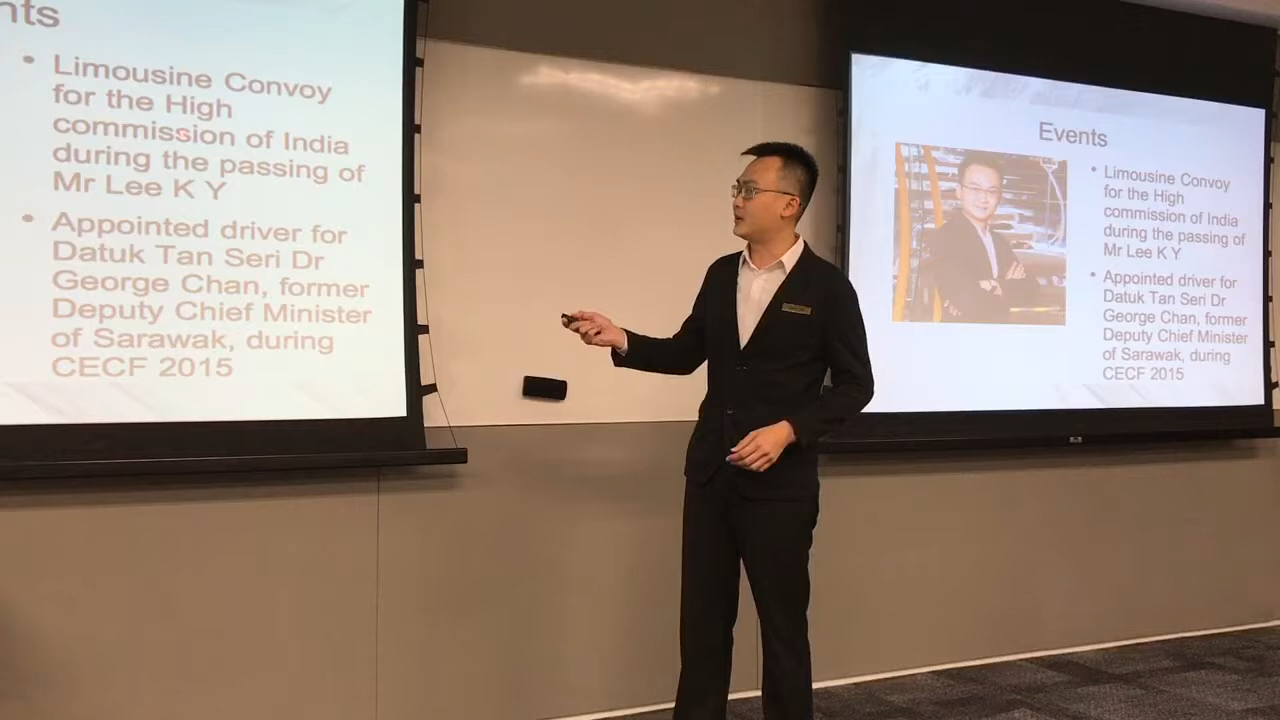 nts
• Limousine Convoy
for the High
commission of India
during the passing of
Mr Lee K Y
• Appointed driver for
Datuk Tan Seri Dr
George Chan, former
Deputy Chief Minister
of Sarawak, during
CECF 2015
Events
• Limousine Convoy
for the High
commission of India
during the passing of
Mr Lee K Y
• Appointed driver for
Datuk Tan Seri Dr
George Chan, former
Deputy Chief Minister
of Sarawak, during
CECF 2015